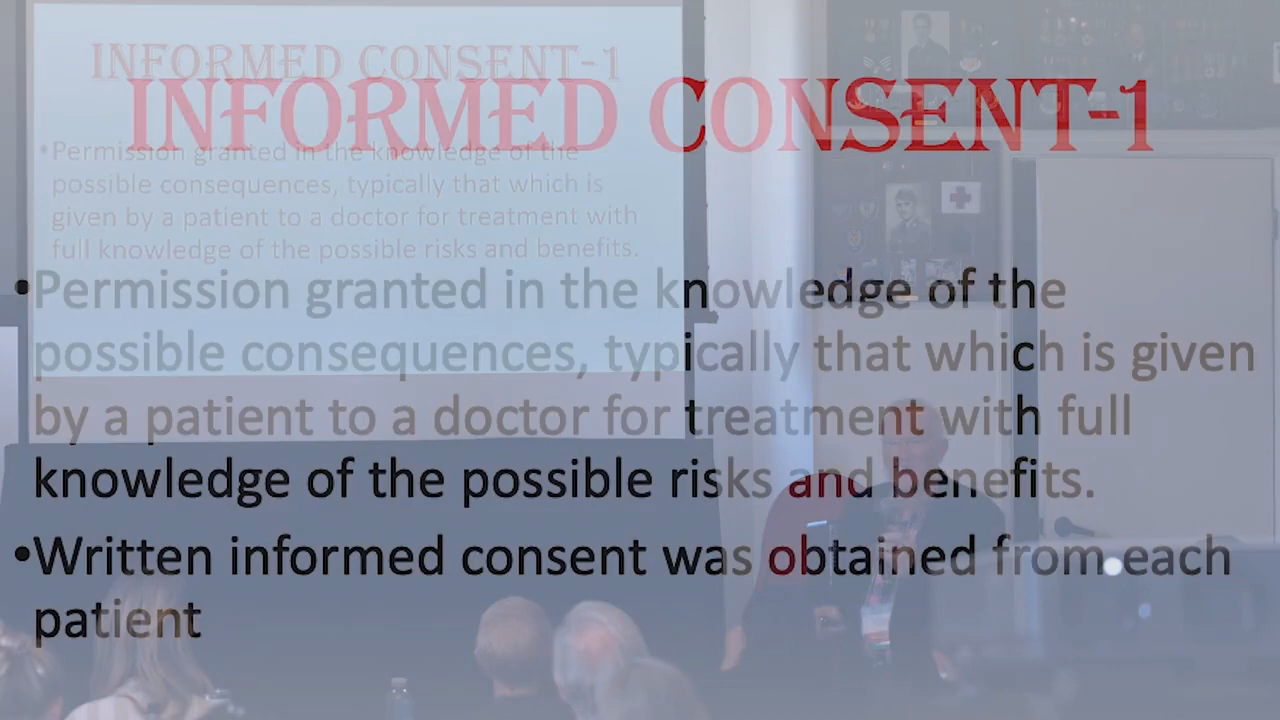 INFORMED CONSENT-1
•Permission granted in the knowledge of the
possible consequences, typically that which is
given by a patient to a doctor for treatment with
full knowledge of the possible risks and benefits.
INFORMED CONSENT-1
•Permission granted in the knowledge of the
possible consequences, typically that which is given
by a patient to a doctor for treatment with full
knowledge of the possible risks and benefits.
•Written informed consent was obtained from each
patient